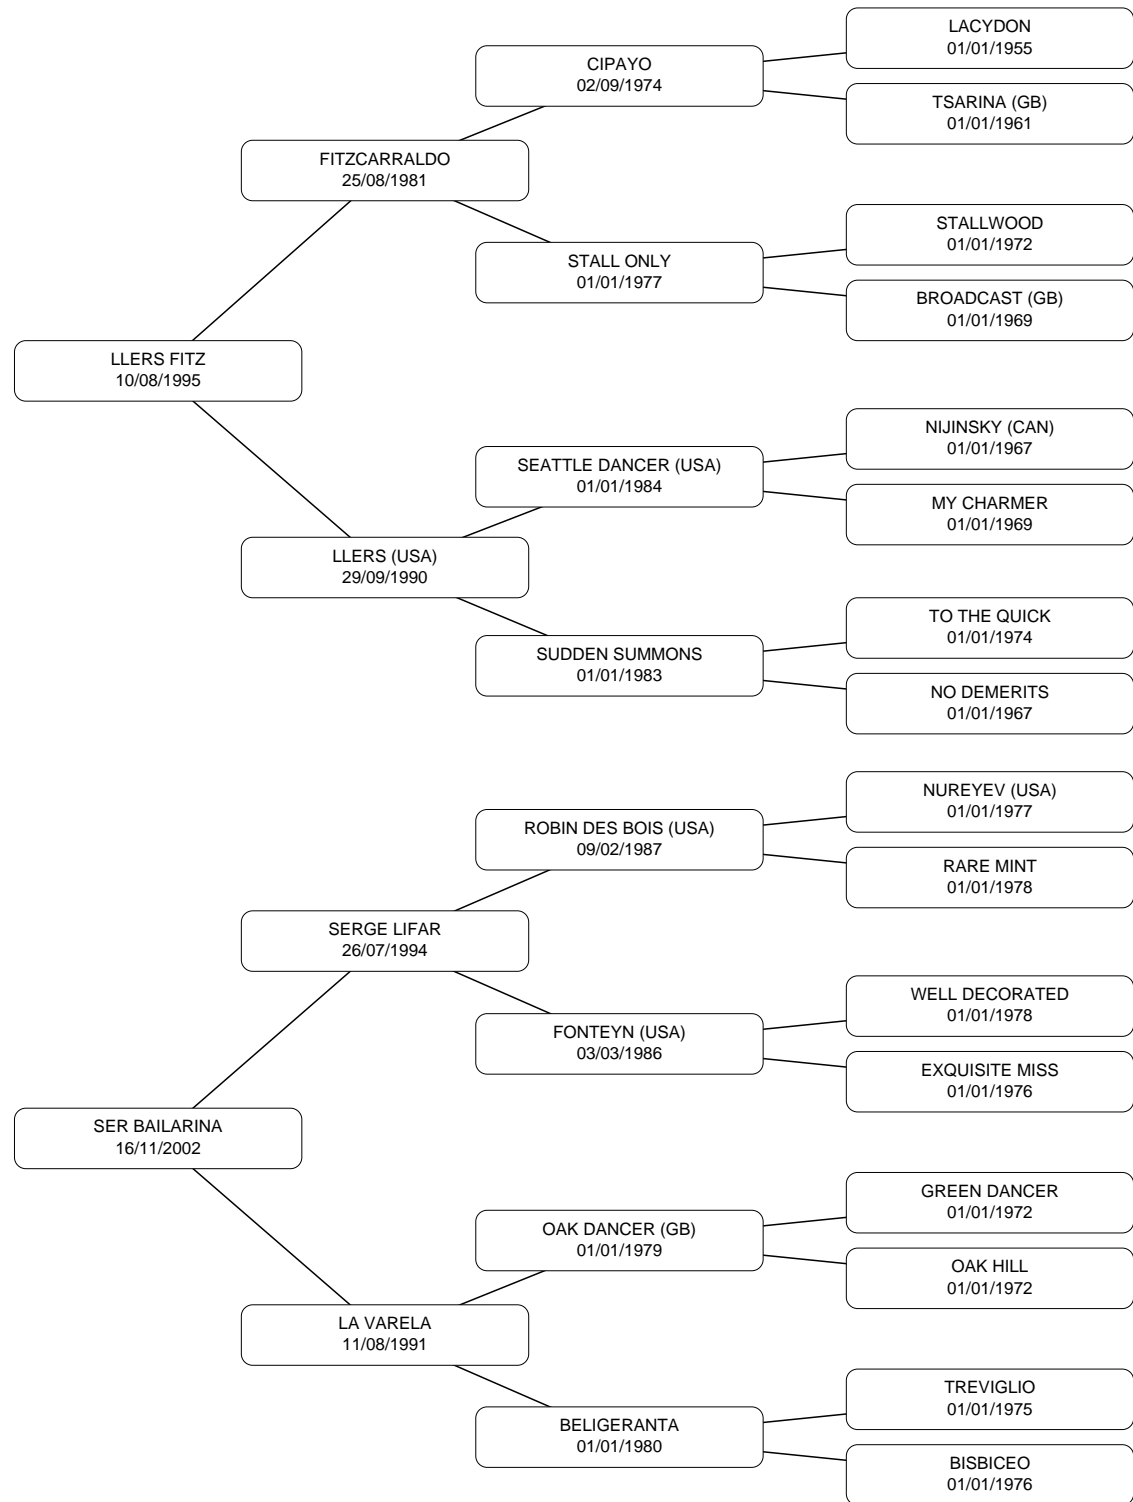 LACYDON
01/01/1955
CIPAYO
02/09/1974
TSARINA (GB)
01/01/1961
FITZCARRALDO
25/08/1981
STALLWOOD
01/01/1972
STALL ONLY
01/01/1977
BROADCAST (GB)
01/01/1969
LLERS FITZ
10/08/1995
NIJINSKY (CAN)
01/01/1967
SEATTLE DANCER (USA)
01/01/1984
MY CHARMER
01/01/1969
LLERS (USA)
29/09/1990
TO THE QUICK
01/01/1974
SUDDEN SUMMONS
01/01/1983
NO DEMERITS
01/01/1967
NUREYEV (USA)
01/01/1977
ROBIN DES BOIS (USA)
09/02/1987
RARE MINT
01/01/1978
SERGE LIFAR
26/07/1994
WELL DECORATED
01/01/1978
FONTEYN (USA)
03/03/1986
EXQUISITE MISS
01/01/1976
SER BAILARINA
16/11/2002
GREEN DANCER
01/01/1972
OAK DANCER (GB)
01/01/1979
OAK HILL
01/01/1972
LA VARELA
11/08/1991
TREVIGLIO
01/01/1975
BELIGERANTA
01/01/1980
BISBICEO
01/01/1976